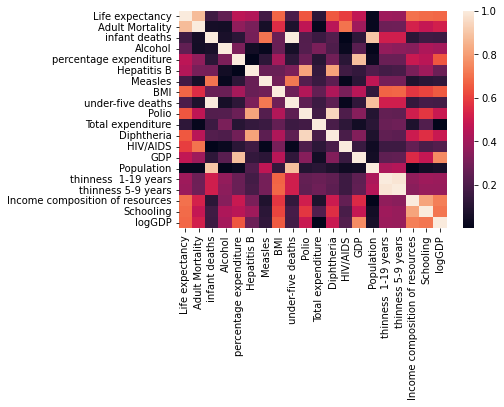 Life expectancy
Adult Mortality
infant deaths
Alcohol
percentage expenditure
Hepatitis B
Measles
BMI
under-five deaths
Polio
Total expenditure
Diphtheria
HIV/AIDS
GDP
Population
thinness 1-19 years
thinness 5-9 years
Income composition of resources
Schooling
logGDP
1.0
0.8
0.6
0.4
0.2
Life expectancy
Adult Mortality
infant deaths
Alcohol
percentage expenditure
Hepatitis B
Measles
BMI
under-five deaths
Polio
Total expenditure
Diphtheria
HIV/AIDS
GDP
Population
thinness 1-19 years
thinness 5-9 years
Income composition of resources
Schooling
logGDP